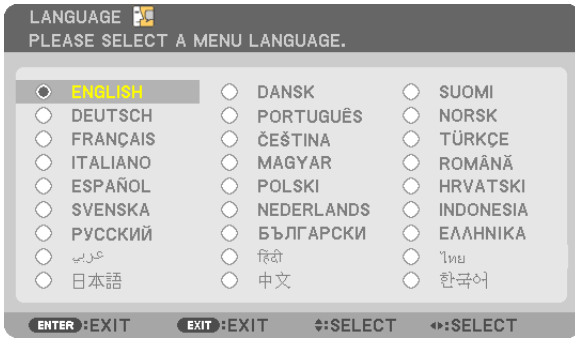 LANGUAGE
PLEASE SELECT A MENU LANGUAGE.
ENGLISH DANSK SUOMI
DEUTSCH PORTUGUÊS NORSK
FRANÇAIS ČEŠTINA TÜRKÇE
ITALIANO MAGYAR ROMÂNĂ
ESPAÑOL POLSKI HRVATSKI
SVENSKA NEDERLANDS INDONESIA
РУССКИЙ БЪЛГАРСКИ ΕΛΛΗΝΙΚΑ
عربي हिंदी ไทย
日本語 中文 한국어
ENTER :EXIT EXIT :EXIT :SELECT :SELECT